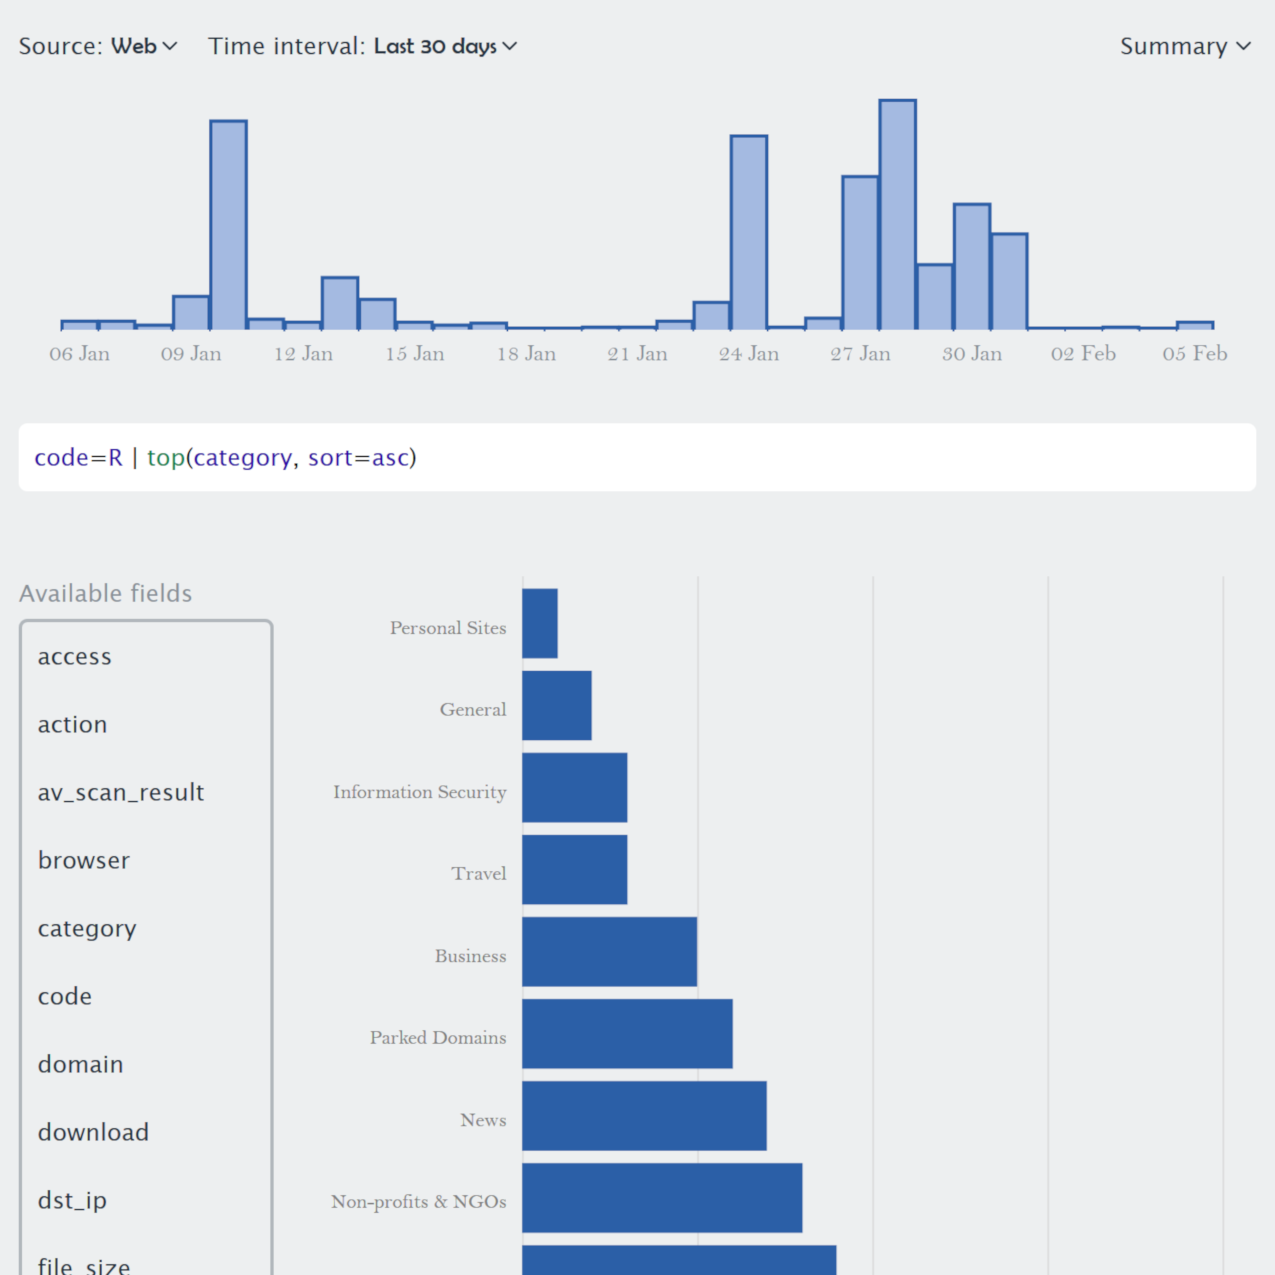 Source: Web Time interval: Last 30 days Summary
06 Jan 09 Jan 12 Jan 15 Jan 18 Jan 21 Jan 24 Jan 27 Jan 30 Jan 02 Feb 05 Feb
code=R | top(category, sort=asc)
Available fields
access
action
av_scan_result
browser
category
code
domain
download
dst_ip
file_size
Personal Sites
General
Information Security
Travel
Business
Parked Domains
News
Non-profits & NGOs